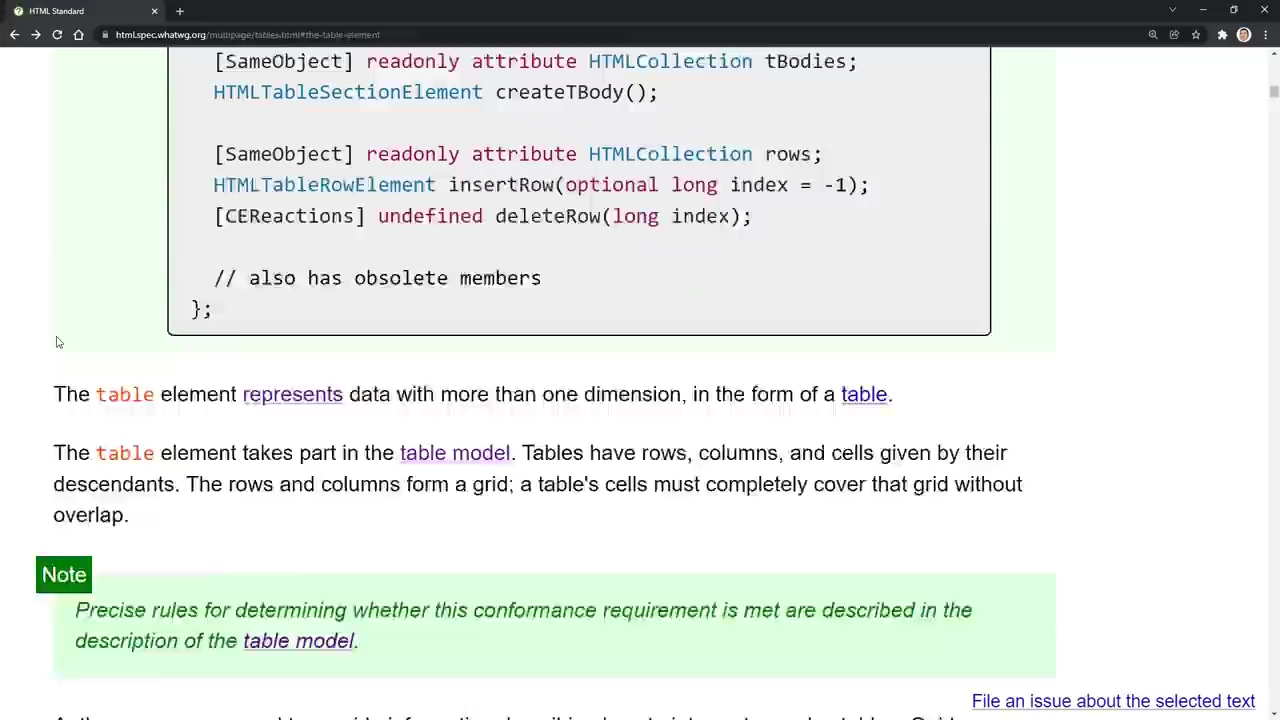 HTML Standard
html.spec.whatwg.org/multipage/tables.html#the-table-element
[SameObject] readonly attribute HTMLCollection tBodies;
HTMLTableSectionElement createTBody();
[SameObject] readonly attribute HTMLCollection rows;
HTMLTableRowElement insertRow(optional long index = -1);
[CEReactions] undefined deleteRow(long index);
// also has obsolete members
};
The table element represents data with more than one dimension, in the form of a table.
The table element takes part in the table model. Tables have rows, columns, and cells given by their
descendants. The rows and columns form a grid; a table's cells must completely cover that grid without
overlap.
Note
Precise rules for determining whether this conformance requirement is met are described in the
description of the table model.
File an issue about the selected text